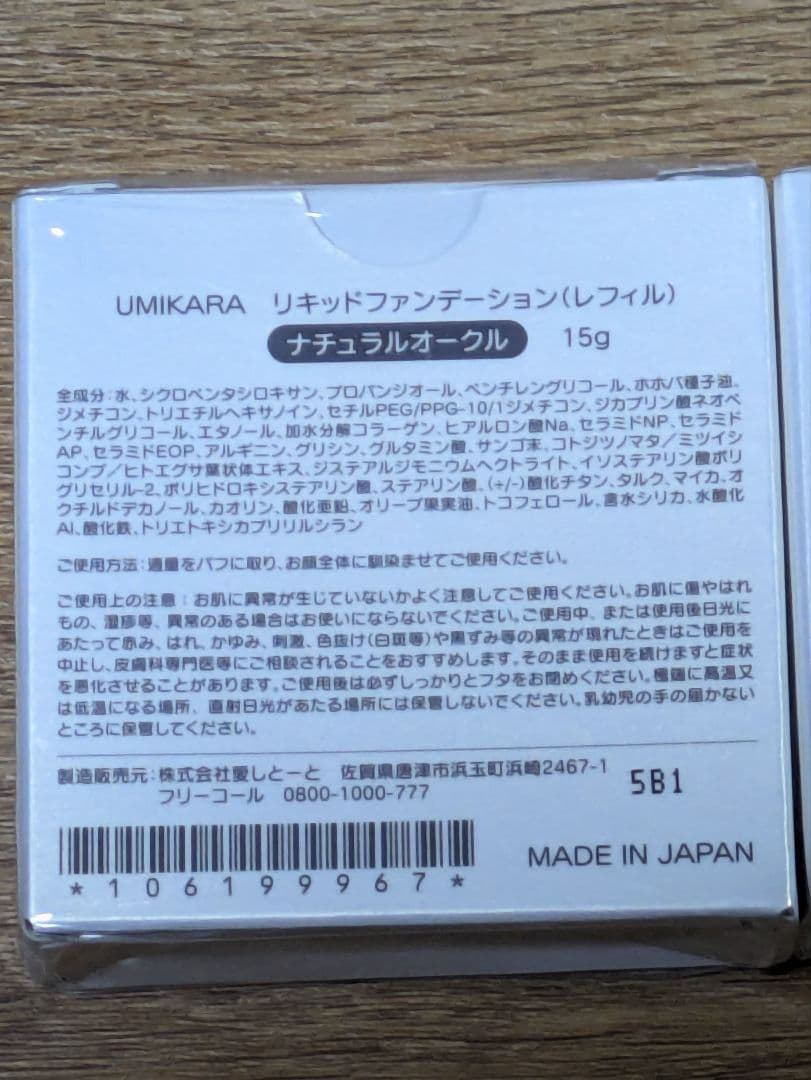 UMIKARA リキッドファンデーション(レフィル)
ナチュラルオークル 15g
全成分:水、シクロペンタシロキサン、プロパンジオール、ペンチレングリコール、ホホバ種子油、
ジメチコン、トリエチルヘキサノイン、セチルPEG/PPG-10/1ジメチコン、ジカプリン酸ネオペ
ンチルグリコール、エタノール、加水分解コラーゲン、ヒアルロン酸Na、セラミドNP、セラミド
AP、セラミドEOP、アルギニン、グリシン、グルタミン酸、サンゴ末、コトジツノマタ/ミツイシ
コンブ/ヒトエグサ葉状体エキス、ジステアルジモニウムヘクトライト、イソステアリン酸ポリ
グリセリル-2、ポリヒドロキシステアリン酸、ステアリン酸、(+/-)酸化チタン、タルク、マイカ、オ
クチルドデカノール、カオリン、酸化亜鉛、オリーブ果実油、トコフェロール、含水シリカ、水酸化
Al、酸化鉄、トリエトキシカプリリルシラン
ご使用方法:適量をパフに取り、お顔全体に馴染ませてご使用ください。
ご使用上の注意:お肌に異常が生じていないかよく注意してご使用ください。お肌に傷やはれ
もの、湿疹等、異常のある場合はお使いにならないでください。ご使用中、または使用後日光に
あたって赤み、はれ、かゆみ、刺激、色抜け(白斑等)や黒ずみ等の異常が現れたときはご使用を
中止し、皮膚科専門医等にご相談されることをおすすめします。そのまま使用を続けますと症状
を悪化させることがあります。ご使用後は必ずしっかりとフタをお閉めください。極端に高温又
は低温になる場所、直射日光があたる場所には保管しないでください。乳幼児の手の届かない
ところに保管してください。
製造販売元:株式会社愛しとーと 佐賀県唐津市浜玉町浜崎2467-1
フリーコール 0800-1000-777
5B1
MADE IN JAPAN
*106199967*